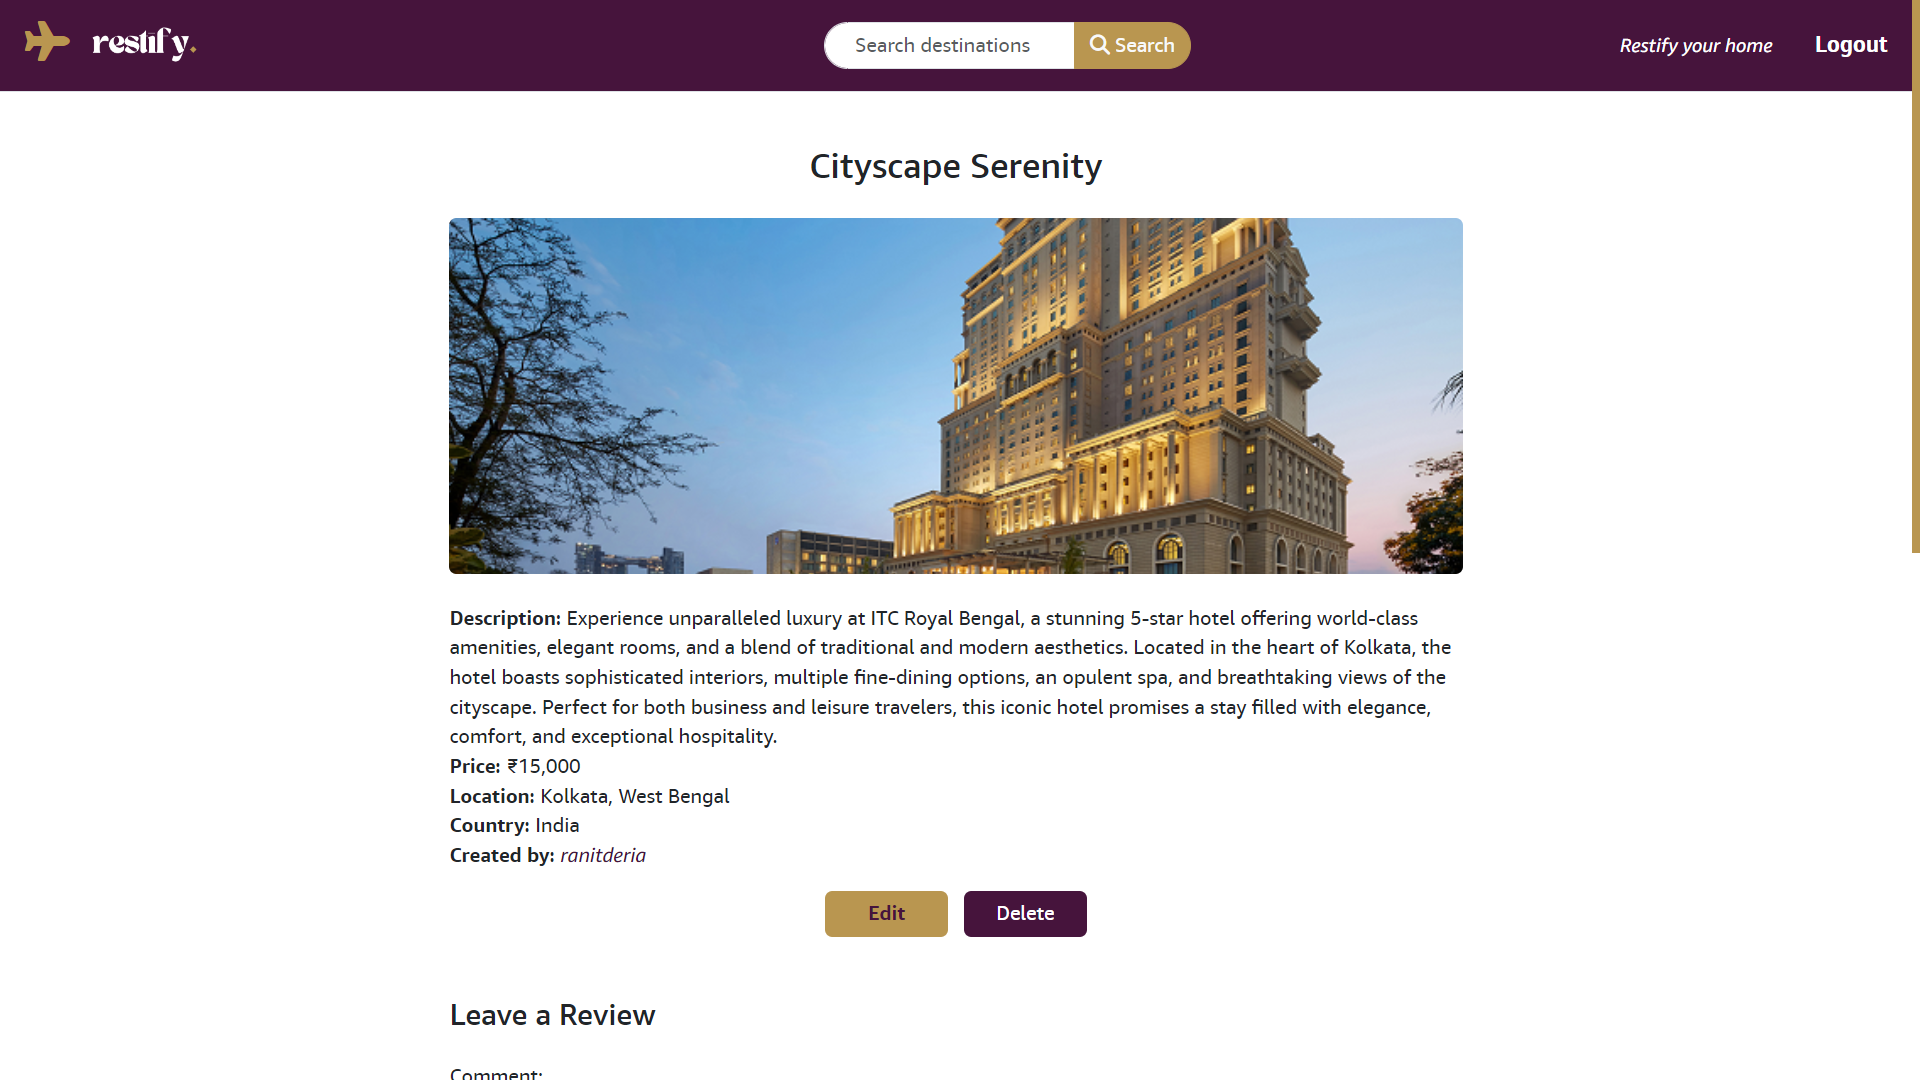 restify.
Search destinations
Search
Restify your home
Logout
Cityscape Serenity
Description: Experience unparalleled luxury at ITC Royal Bengal, a stunning 5-star hotel offering world-class
amenities, elegant rooms, and a blend of traditional and modern aesthetics. Located in the heart of Kolkata, the
hotel boasts sophisticated interiors, multiple fine-dining options, an opulent spa, and breathtaking views of the
cityscape. Perfect for both business and leisure travelers, this iconic hotel promises a stay filled with elegance,
comfort, and exceptional hospitality.
Price: ₹15,000
Location: Kolkata, West Bengal
Country: India
Created by: ranitderia
Edit
Delete
Leave a Review
Comment: